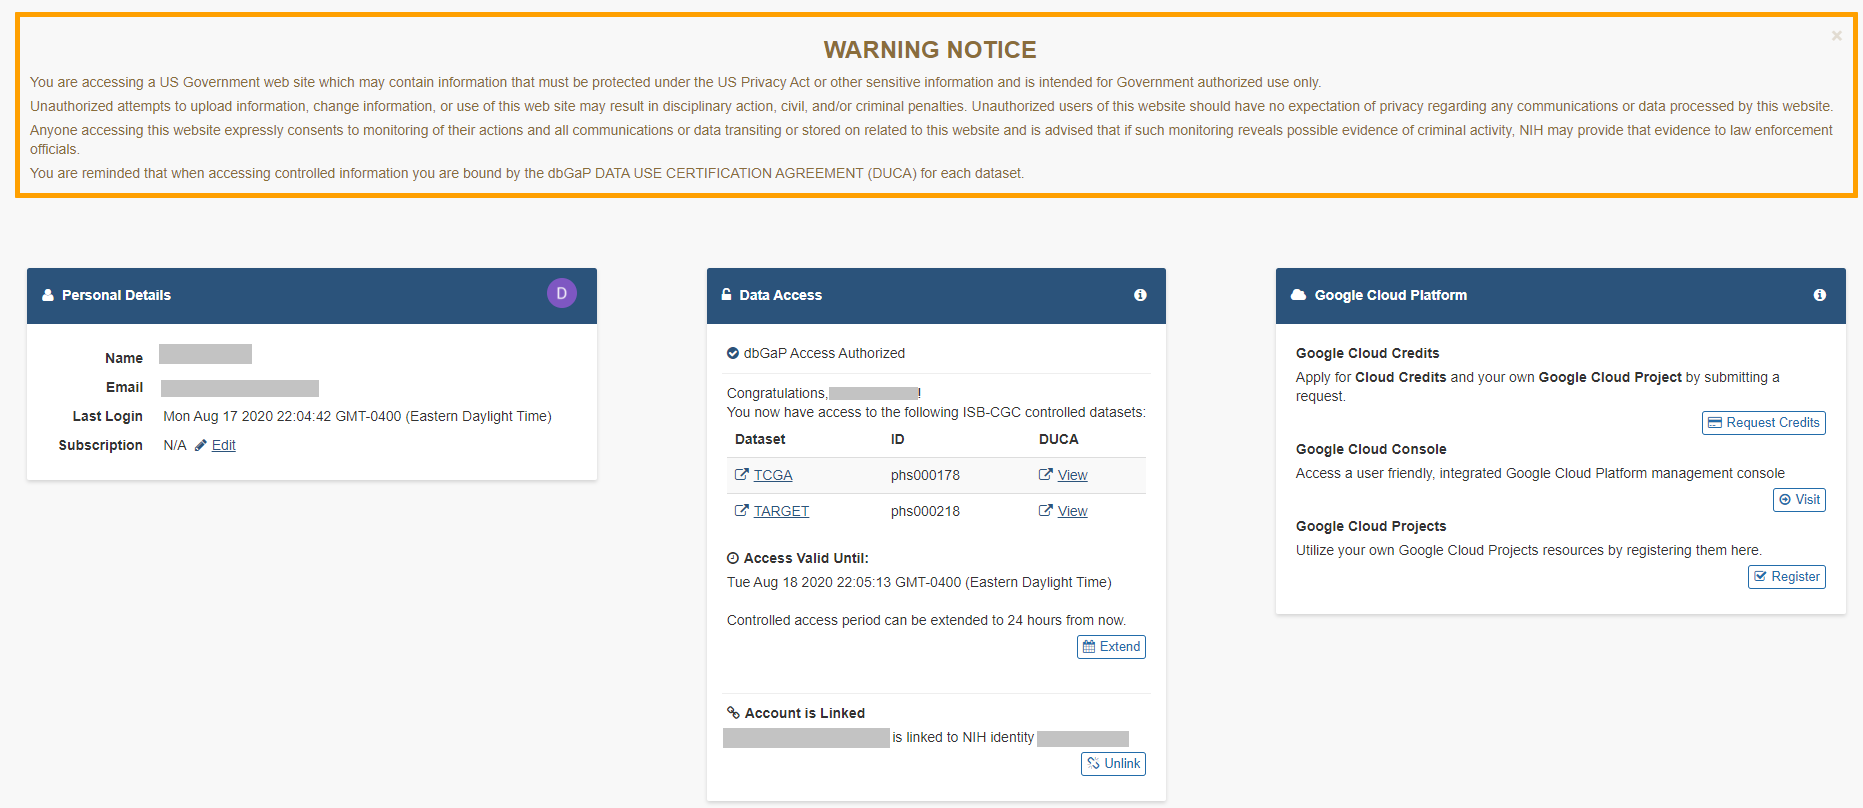 WARNING NOTICE
You are accessing a US Government web site which may contain information that must be protected under the US Privacy Act or other sensitive information and is intended for Government authorized use only.
Unauthorized attempts to upload information, change information, or use of this web site may result in disciplinary action, civil, and/or criminal penalties. Unauthorized users of this website should have no expectation of privacy regarding any communications or data processed by this website.
Anyone accessing this website expressly consents to monitoring of their actions and all communications or data transiting or stored on related to this website and is advised that if such monitoring reveals possible evidence of criminal activity, NIH may provide that evidence to law enforcement
officials.
You are reminded that when accessing controlled information you are bound by the dbGaP DATA USE CERTIFICATION AGREEMENT (DUCA) for each dataset.
Personal Details
D
Name
Email
Last Login Mon Aug 17 2020 22:04:42 GMT-0400 (Eastern Daylight Time)
Subscription N/A Edit
Data Access
dbGaP Access Authorized
Congratulations, !
You now have access to the following ISB-CGC controlled datasets:
Dataset ID DUCA
TCGA phs000178 View
TARGET phs000218 View
Access Valid Until:
Tue Aug 18 2020 22:05:13 GMT-0400 (Eastern Daylight Time)
Controlled access period can be extended to 24 hours from now.
Extend
Account is Linked
is linked to NIH identity
Unlink
Google Cloud Platform
Google Cloud Credits
Apply for Cloud Credits and your own Google Cloud Project by submitting a
request.
Request Credits
Google Cloud Console
Access a user friendly, integrated Google Cloud Platform management console
Visit
Google Cloud Projects
Utilize your own Google Cloud Projects resources by registering them here.
Register